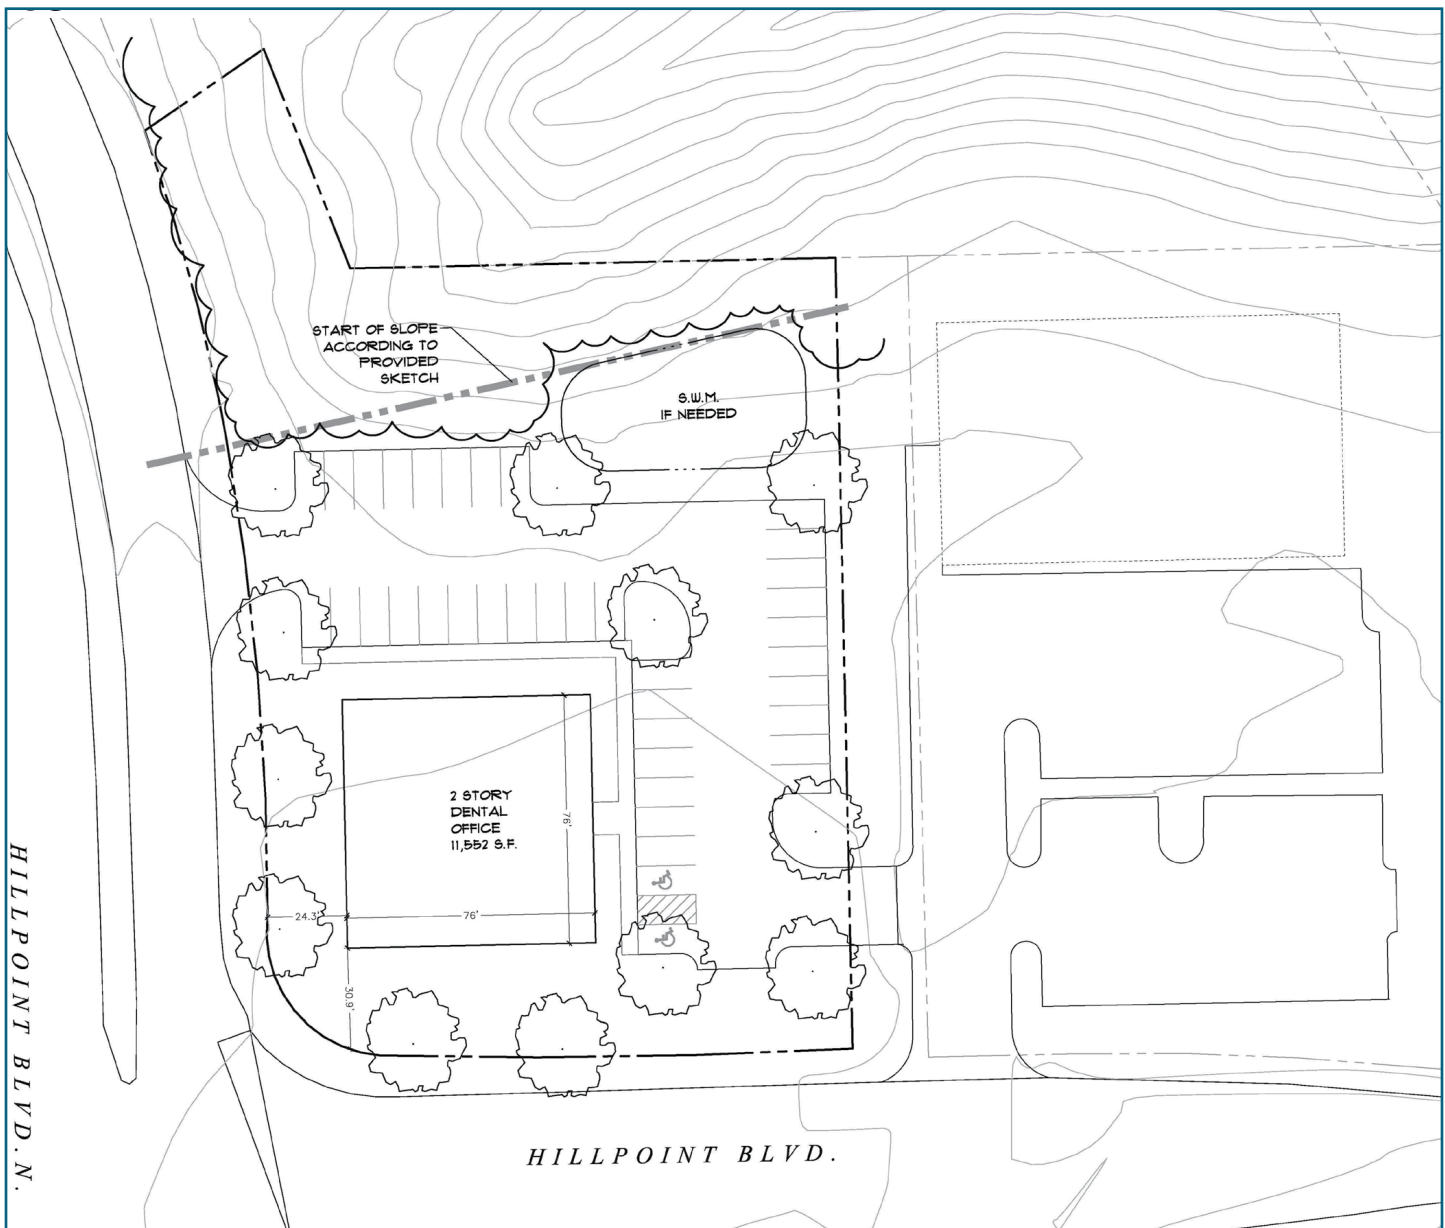 START OF SLOPE
ACCORDING TO
PROVIDED
SKETCH
S.W.M.
IF NEEDED
2 STORY
DENTAL
OFFICE
11,552 S.F.
76'
24.3'
76'
30.9'
HILLPOINT BLVD. N.
HILLPOINT BLVD.